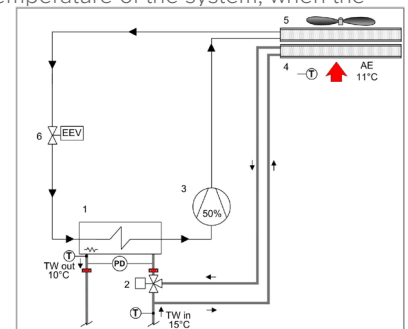 temperature of the system, when the
5
4
T
AE
11°C
6
EEV
3
50%
1
T
TW out
10°C
PD
2
T
TW in
15°C